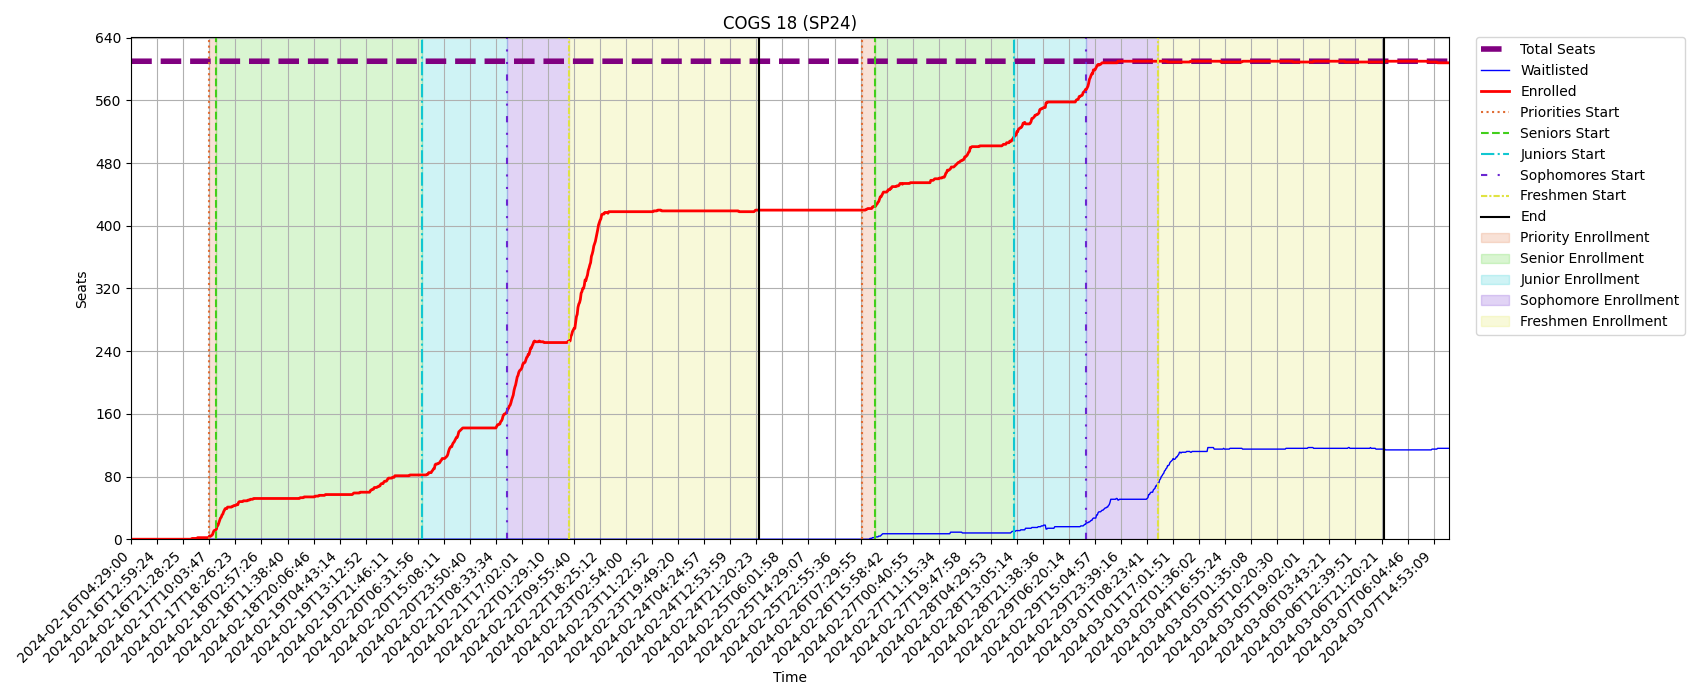 COGS 18 (SP24)
640
560
480
400
320
240
160
80
0
Seats
2024-02-16T04:29:00
2024-02-16T12:59:24
2024-02-16T21:28:25
2024-02-17T10:03:47
2024-02-17T18:26:23
2024-02-18T02:57:28
2024-02-18T11:38:40
2024-02-18T20:06:46
2024-02-19T04:43:14
2024-02-19T13:12:52
2024-02-19T21:46:11
2024-02-20T06:31:56
2024-02-20T15:08:11
2024-02-20T23:50:40
2024-02-21T08:33:34
2024-02-21T17:02:01
2024-02-22T01:29:10
2024-02-22T09:55:40
2024-02-22T18:25:12
2024-02-23T02:54:00
2024-02-23T11:22:52
2024-02-23T19:49:20
2024-02-24T04:24:57
2024-02-24T12:53:59
2024-02-24T21:20:23
2024-02-25T06:01:58
2024-02-25T14:29:07
2024-02-25T22:55:36
2024-02-26T07:29:55
2024-02-26T15:58:42
2024-02-27T00:40:55
2024-02-27T11:15:34
2024-02-27T19:47:58
2024-02-28T04:29:53
2024-02-28T13:05:14
2024-02-28T21:38:36
2024-02-29T06:20:14
2024-02-29T15:04:57
2024-02-29T23:39:16
2024-03-01T08:23:41
2024-03-01T17:01:51
2024-03-02T01:36:02
2024-03-04T16:55:24
2024-03-05T01:35:08
2024-03-05T10:20:30
2024-03-05T19:02:01
2024-03-06T03:43:21
2024-03-06T12:39:51
2024-03-06T21:20:21
2024-03-07T06:04:46
2024-03-07T14:53:09
Time
Total Seats
Waitlisted
Enrolled
Priorities Start
Seniors Start
Juniors Start
Sophomores Start
Freshmen Start
End
Priority Enrollment
Senior Enrollment
Junior Enrollment
Sophomore Enrollment
Freshmen Enrollment